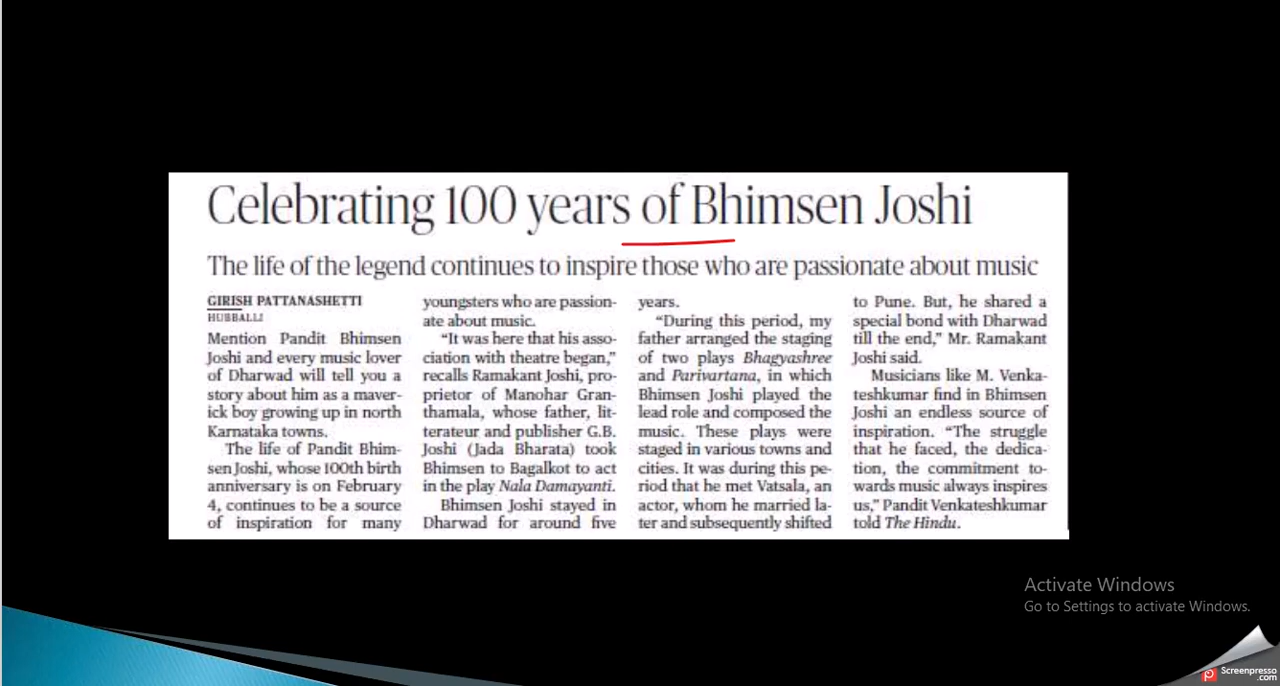 Celebrating 100 years of Bhimsen Joshi
The life of the legend continues to inspire those who are passionate about music
GIRISH PATTANASHETTI
HUBBALLI
Mention Pandit Bhimsen
Joshi and every music lover
of Dharwad will tell you a
story about him as a maver-
ick boy growing up in north
Karnataka towns.
The life of Pandit Bhim-
sen Joshi, whose 100th birth
anniversary is on February
4, continues to be a source
of inspiration for many
youngsters who are passion-
ate about music.
“It was here that his asso-
ciation with theatre began,”
recalls Ramakant Joshi, pro-
prietor of Manohar Gran-
thamala, whose father, lit-
terateur and publisher G.B.
Joshi (Jada Bharata) took
Bhimsen to Bagalkot to act
in the play Nala Damayanti.
Bhimsen Joshi stayed in
Dharwad for around five
years.
“During this period, my
father arranged the staging
of two plays Bhagyashree
and Parivartana, in which
Bhimsen Joshi played the
lead role and composed the
music. These plays were
staged in various towns and
cities. It was during this pe-
riod that he met Vatsala, an
actor, whom he married la-
ter and subsequently shifted
to Pune. But, he shared a
special bond with Dharwad
till the end,” Mr. Ramakant
Joshi said.
Musicians like M. Venka-
teshkumar find in Bhimsen
Joshi an endless source of
inspiration. “The struggle
that he faced, the dedica-
tion, the commitment to-
wards music always inspires
us,” Pandit Venkateshkumar
told The Hindu.
Activate Windows
Go to Settings to activate Windows.
Screenpresso
.com